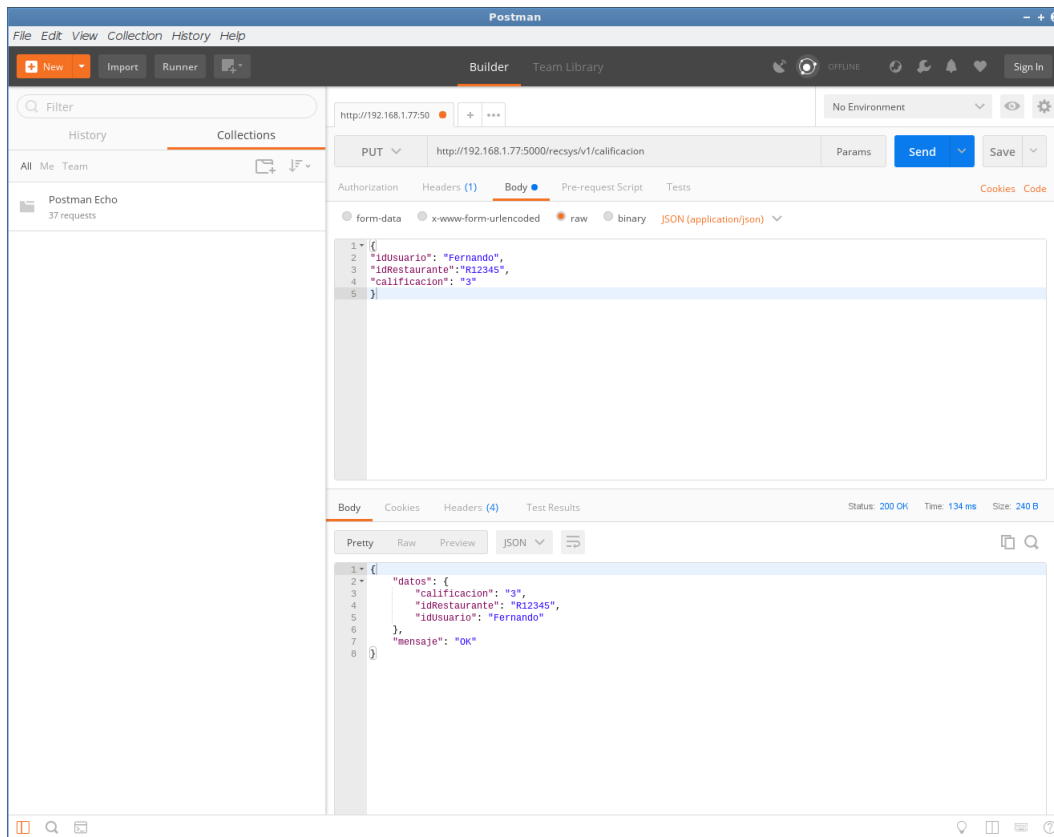 Postman
File Edit View Collection History Help
New Import Runner Builder Team Library OFFLINE Sign In
Filter
History Collections
All Me Team
Postman Echo
37 requests
http://192.168.1.77:50 + •••
No Environment
PUT http://192.168.1.77:5000/recsys/v1/calificacion Params Send Save
Authorization Headers (1) Body Pre-request Script Tests Cookies Code
form-data x-www-form-urlencoded raw binary JSON (application/json)
1 {
2 "idUsuario": "Fernando",
3 "idRestaurante":"R12345",
4 "calificacion": "3"
5 }
Body Cookies Headers (4) Test Results Status: 200 OK Time: 134 ms Size: 240 B
Pretty Raw Preview JSON
1 {
2 "datos": {
3 "calificacion": "3",
4 "idRestaurante": "R12345",
5 "idUsuario": "Fernando"
6 },
7 "mensaje": "OK"
8 }